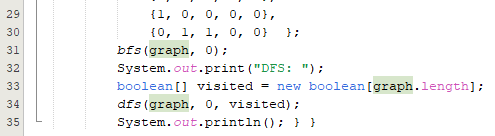 29 {1, 0, 0, 0, 0},
30 {0, 1, 1, 0, 0} };
31 bfs(graph, 0);
32 System.out.print("DFS: ");
33 boolean[] visited = new boolean[graph.length];
34 dfs(graph, 0, visited);
35 System.out.println(); } }